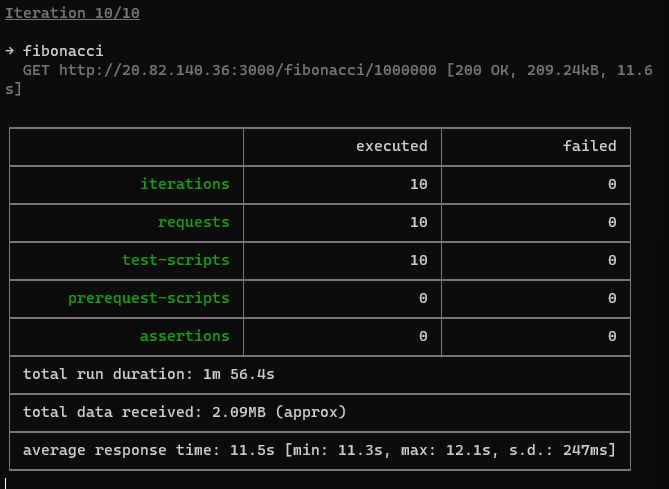 Iteration 10/10
→ fibonacci
GET http://20.82.140.36:3000/fibonacci/1000000 [200 OK, 209.24kB, 11.6
s]
executed failed
iterations 10 0
requests 10 0
test-scripts 10 0
prerequest-scripts 0 0
assertions 0 0
total run duration: 1m 56.4s
total data received: 2.09MB (approx)
average response time: 11.5s [min: 11.3s, max: 12.1s, s.d.: 247ms]